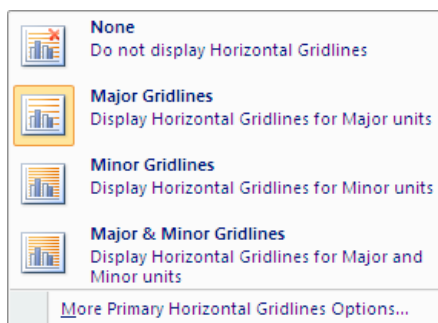 None
Do not display Horizontal Gridlines
Major Gridlines
Display Horizontal Gridlines for Major units
Minor Gridlines
Display Horizontal Gridlines for Minor units
Major & Minor Gridlines
Display Horizontal Gridlines for Major and
Minor units
More Primary Horizontal Gridlines Options...